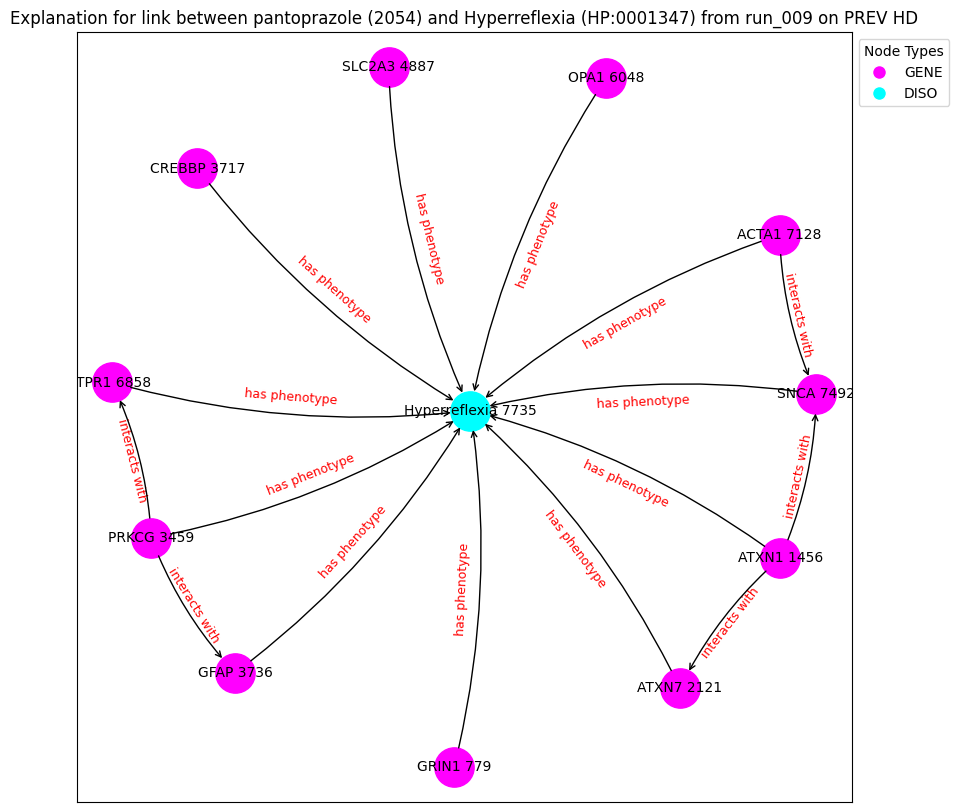 Explanation for link between pantoprazole (2054) and Hyperreflexia (HP:0001347) from run_009 on PREV HD
Node Types
GENE
DISO
SLC2A3 4887
OPA1 6048
CREBBP 3717
ACTA1 7128
has phenotype
has phenotype
has phenotype
interacts with
has phenotype
TPR1 6858
has phenotype
has phenotype
SNCA 7492
Hyperreflexia 7735
interacts with
has phenotype
has phenotype
interacts with
PRKCG 3459
has phenotype
has phenotype
ATXN1 1456
interacts with
has phenotype
interacts with
GFAP 3736
ATXN7 2121
GRIN1 779